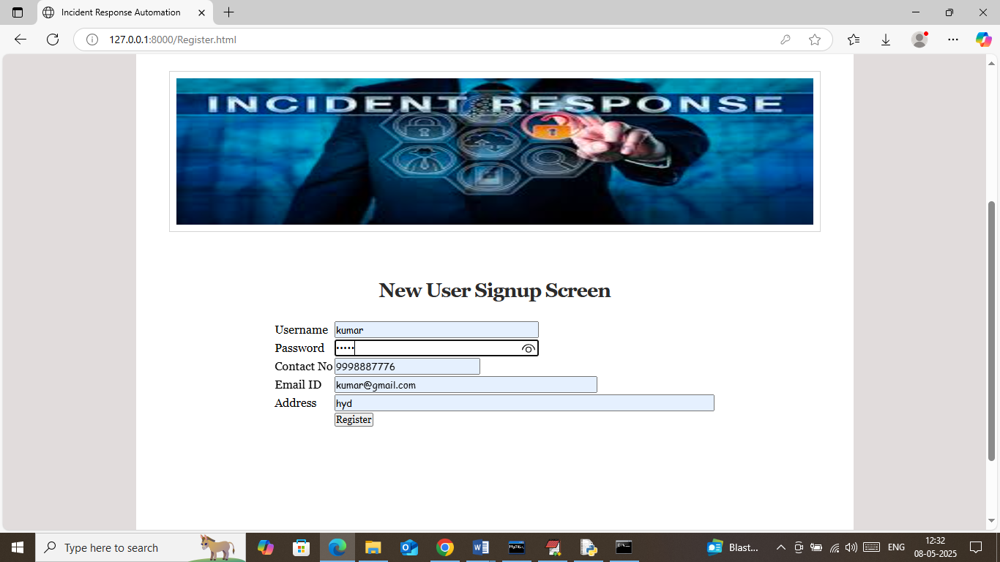 Incident Response Automation
127.0.0.1:8000/Register.html
INCIDENT RESPONSE
New User Signup Screen
Username kumar
Password •••••
Contact No 9998887776
Email ID kumar@gmail.com
Address hyd
Register
Type here to search
Blast...
ENG
12:32
08-05-2025